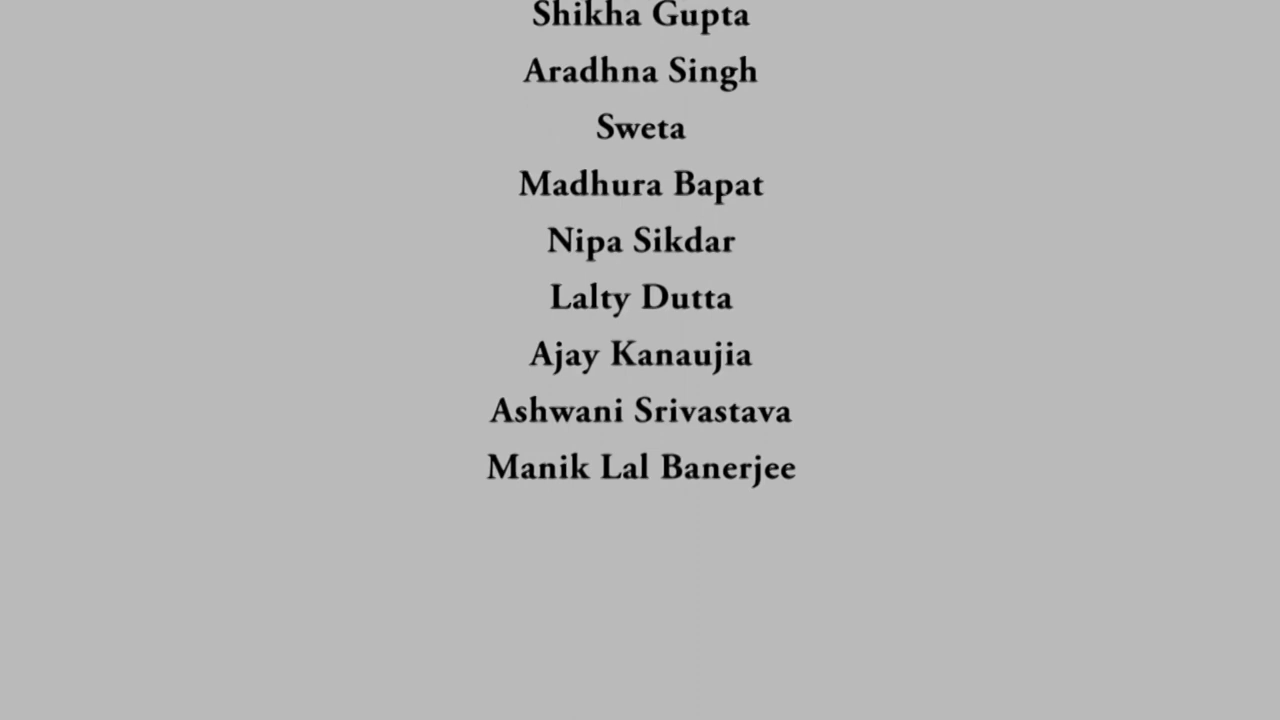 Shikha Gupta
Aradhna Singh
Sweta
Madhura Bapat
Nipa Sikdar
Lalty Dutta
Ajay Kanaujia
Ashwani Srivastava
Manik Lal Banerjee